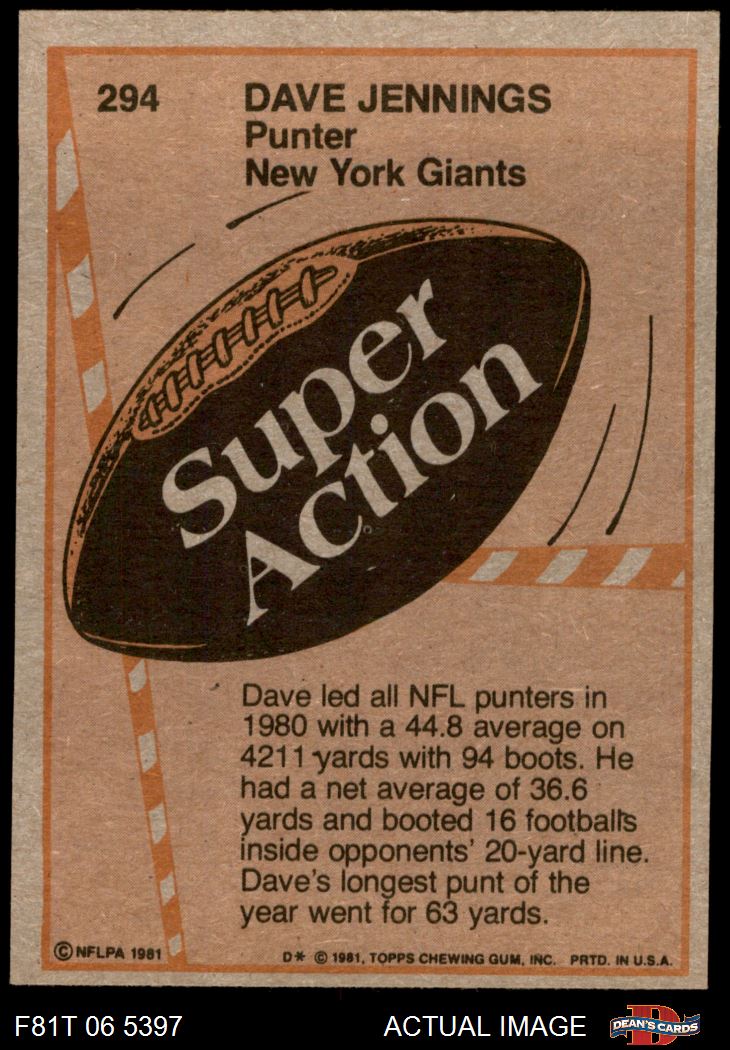 294
DAVE JENNINGS
Punter
New York Giants
Super
Action
Dave led all NFL punters in
1980 with a 44.8 average on
4211 yards with 94 boots. He
had a net average of 36.6
yards and booted 16 footballs
inside opponents' 20-yard line.
Dave's longest punt of the
year went for 63 yards.
© NFLPA 1981
D* © 1981, TOPPS CHEWING GUM, INC. PRTD. IN U.S.A.
F81T 06 5397 ACTUAL IMAGE
D
DEAN'S CARDS